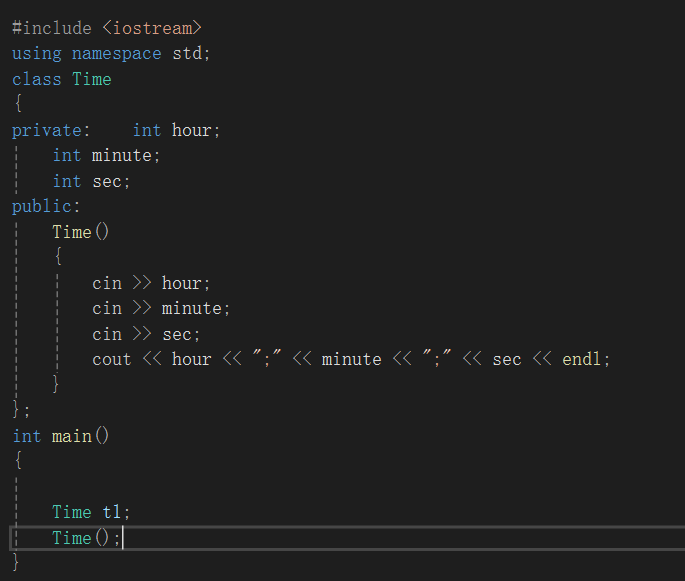 #include <iostream>
using namespace std;
class Time
{
private:    int hour;
    int minute;
    int sec;
public:
    Time()
    {
        cin >> hour;
        cin >> minute;
        cin >> sec;
        cout << hour << ";" << minute << ";" << sec << endl;
    }
};
int main()
{

    Time t1;
    Time();
}